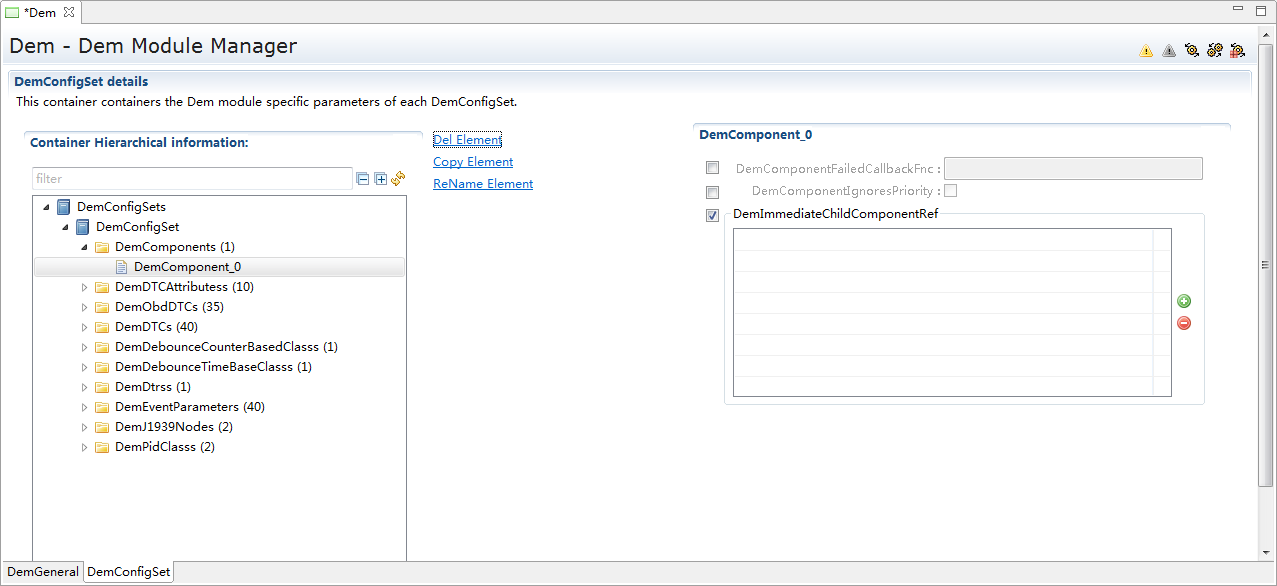 *Dem
Dem - Dem Module Manager
DemConfigSet details
This container containers the Dem module specific parameters of each DemConfigSet.
Container Hierarchical information:
filter
DemConfigSets
DemConfigSet
DemComponents (1)
DemComponent_0
DemDTCAttributess (10)
DemObdDTCs (35)
DemDTCs (40)
DemDebounceCounterBasedClasss (1)
DemDebounceTimeBaseClasss (1)
DemDtrss (1)
DemEventParameters (40)
DemJ1939Nodes (2)
DemPidClasss (2)
Del Element
Copy Element
ReName Element
DemComponent_0
DemComponentFailedCallbackFnc :
DemComponentIgnoresPriority :
DemImmediateChildComponentRef
DemGeneral
DemConfigSet